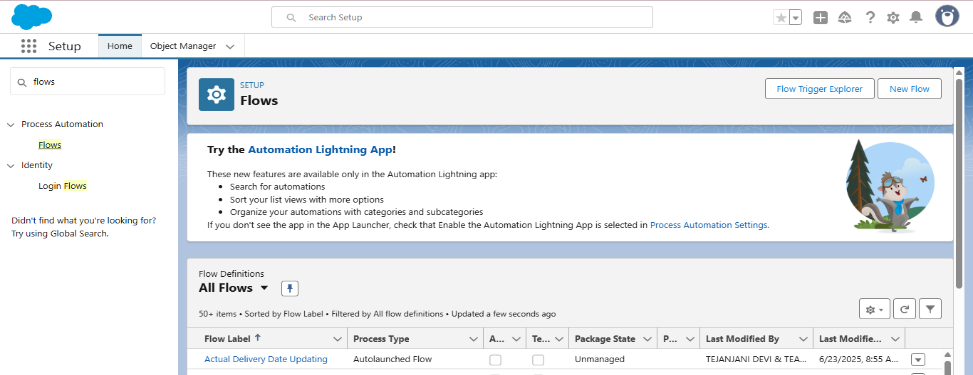 Search Setup
Setup
Home
Object Manager
flows
Process Automation
Flows
Identity
Login Flows
Didn't find what you're looking for?
Try using Global Search.
SETUP
Flows
Flow Trigger Explorer
New Flow
Try the Automation Lightning App!
These new features are available only in the Automation Lightning app:
• Search for automations
• Sort your list views with more options
• Organize your automations with categories and subcategories
If you don't see the app in the App Launcher, check that Enable the Automation Lightning App is selected in Process Automation Settings.
Flow Definitions
All Flows
50+ items • Sorted by Flow Label • Filtered by All flow definitions • Updated a few seconds ago
Flow Label ↑ Process Type A... Te... Package State P... Last Modified By Last Modifie...
Actual Delivery Date Updating Autolaunched Flow Unmanaged TEJANJANI DEVI & TEA... 6/23/2025, 8:55 A...